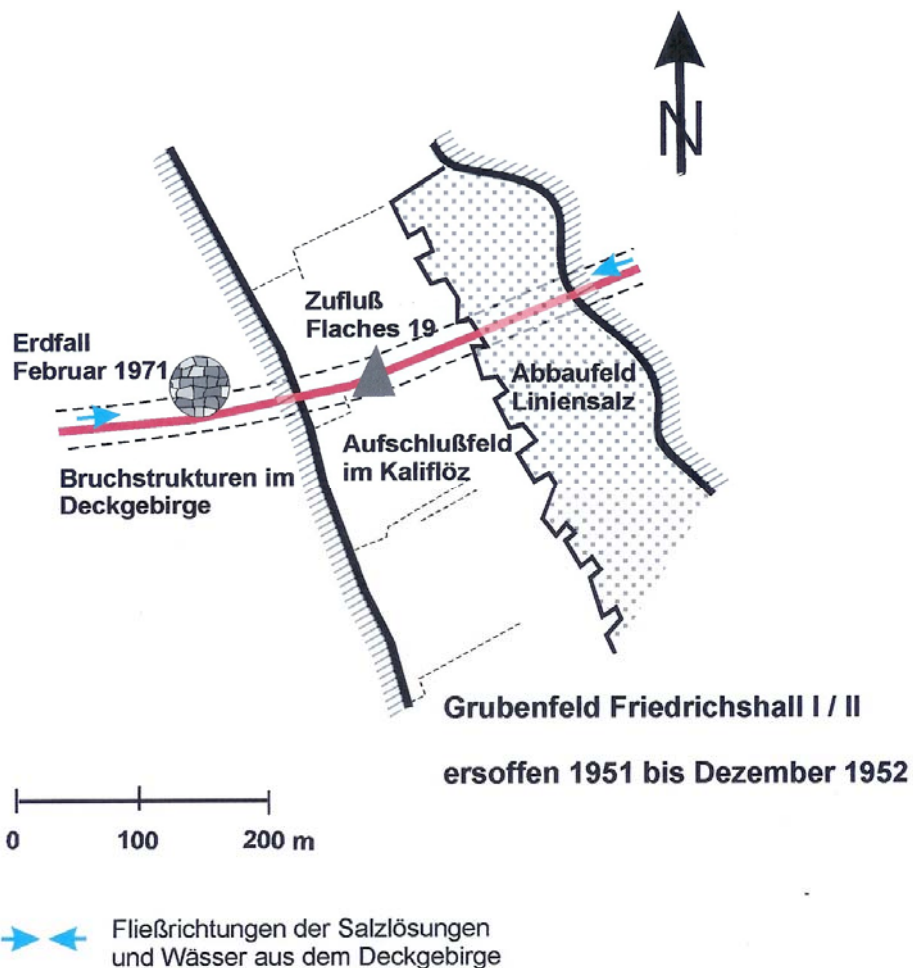 N
Zufluß
Flaches 19
Erdfall
Februar 1971
Abbaufeld
Liniensalz
Aufschlußfeld
im Kaliflöz
Bruchstrukturen im
Deckgebirge
Grubenfeld Friedrichshall I / II
ersoffen 1951 bis Dezember 1952
0 100 200 m
Fließrichtungen der Salzlösungen
und Wässer aus dem Deckgebirge